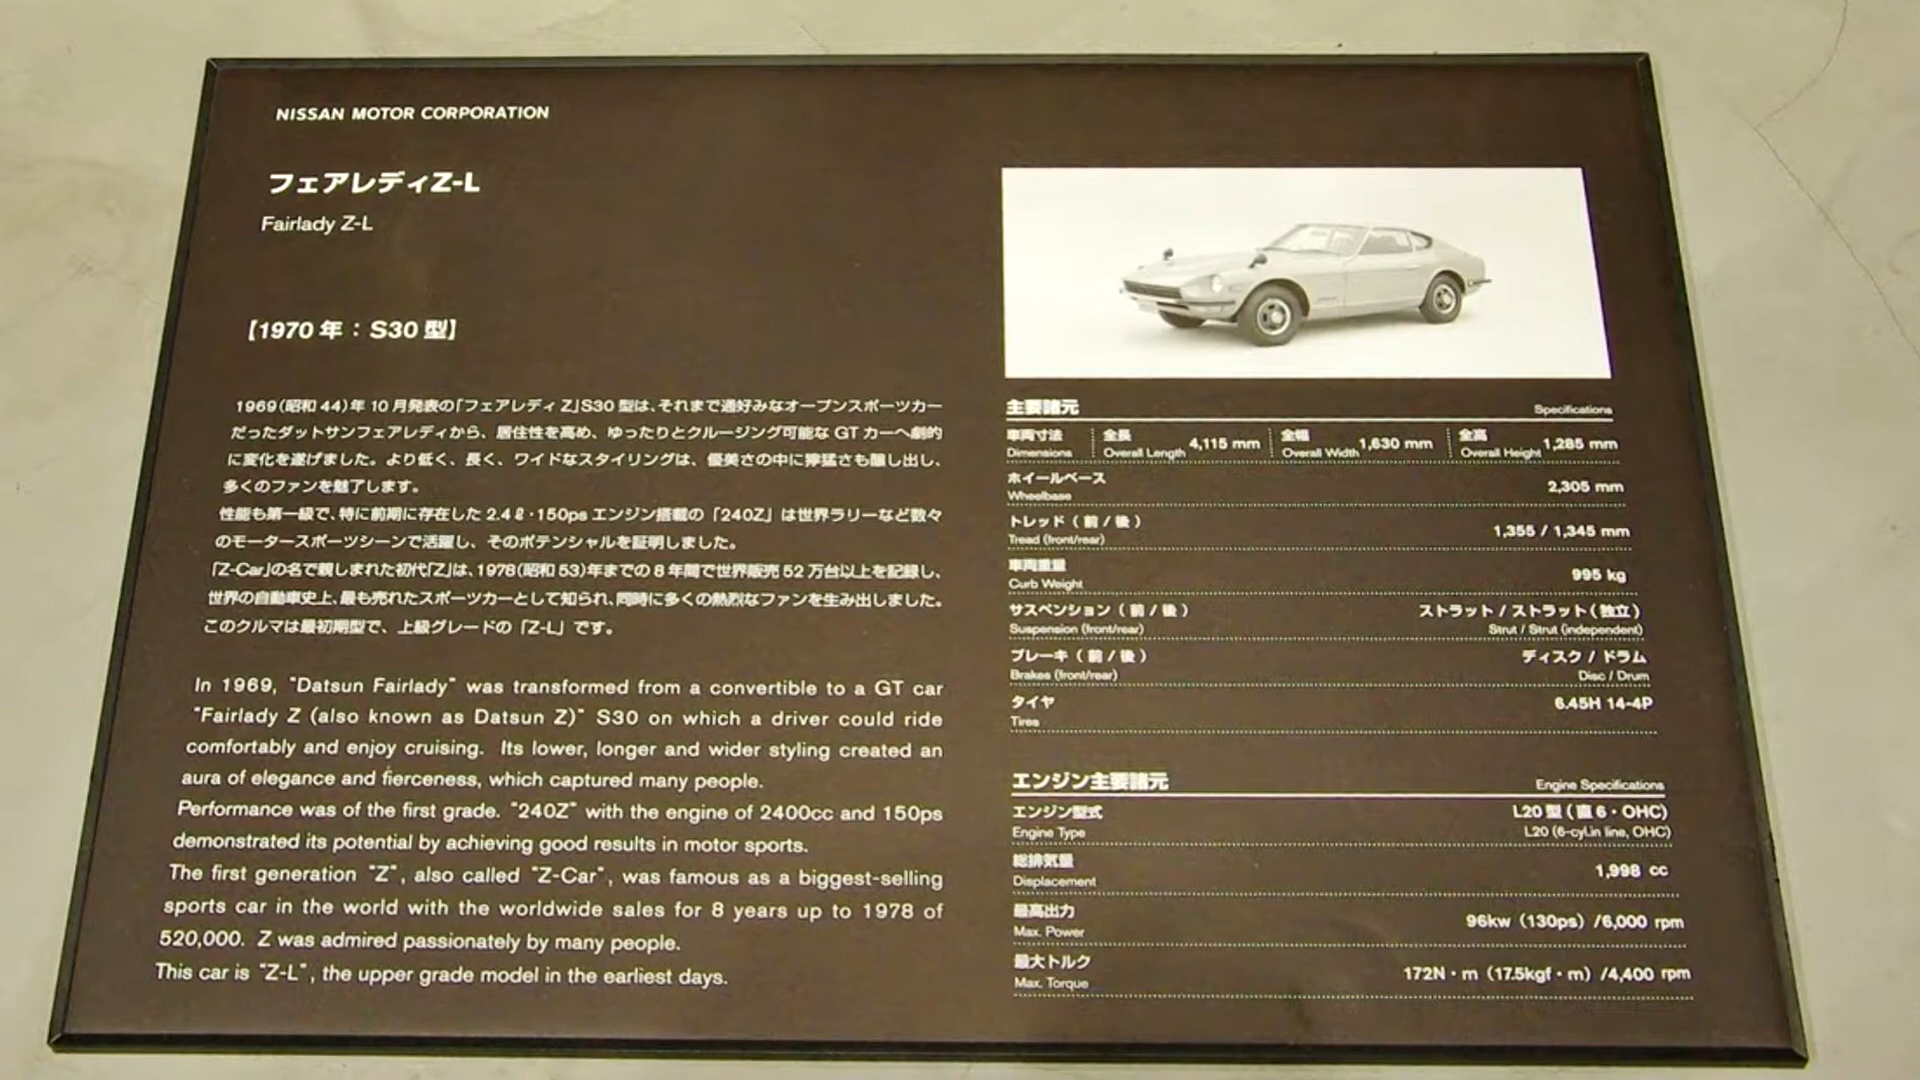 NISSAN MOTOR CORPORATION
フェアレディZ-L
Fairlady Z-L
【1970 年：S30 型】
1969(昭和 44)年 10 月発表の「フェアレディ Z」S30 型は、それまで通好みなオープンスポーツカー
だったダットサンフェアレディから、居住性を高め、ゆったりとクルージング可能な GT カーへ劇的
に変化を遂げました。より低く、長く、ワイドなスタイリングは、優美さの中に獰猛さも醸し出し、
多くのファンを魅了します。
性能も第一級で、特に前期に存在した 2.4ℓ・150ps エンジン搭載の「240Z」は世界ラリーなど数々
のモータースポーツシーンで活躍し、そのポテンシャルを証明しました。
「Z-Car」の名で親しまれた初代「Z」は、1978(昭和 53)年までの 8 年間で世界販売 52 万台以上を記録し、
世界の自動車史上、最も売れたスポーツカーとして知られ、同時に多くの熱烈なファンを生み出しました。
このクルマは最初期型で、上級グレードの「Z-L」です。
In 1969, "Datsun Fairlady" was transformed from a convertible to a GT car
"Fairlady Z (also known as Datsun Z)" S30 on which a driver could ride
comfortably and enjoy cruising. Its lower, longer and wider styling created an
aura of elegance and fierceness, which captured many people.
Performance was of the first grade. "240Z" with the engine of 2400cc and 150ps
demonstrated its potential by achieving good results in motor sports.
The first generation "Z", also called "Z-Car", was famous as a biggest-selling
sports car in the world with the worldwide sales for 8 years up to 1978 of
520,000. Z was admired passionately by many people.
This car is "Z-L", the upper grade model in the earliest days.
主要諸元 Specifications
車両寸法 全長 4,115 mm 全幅 1,630 mm 全高 1,285 mm
Dimensions Overall Length Overall Width Overall Height
ホイールベース 2,305 mm
Wheelbase
トレッド（前 / 後） 1,355 / 1,345 mm
Tread (front/rear)
車両重量 995 kg
Curb Weight
サスペンション（前 / 後） ストラット / ストラット（独立）
Suspension (front/rear) Strut / Strut (independent)
ブレーキ（前 / 後） ディスク / ドラム
Brakes (front/rear) Disc / Drum
タイヤ 6.45H 14-4P
Tires
エンジン主要諸元 Engine Specifications
エンジン型式 L20 型（直 6・OHC）
Engine Type L20 (6-cyl.in line, OHC)
総排気量 1,998 cc
Displacement
最高出力 96kw（130ps）/6,000 rpm
Max. Power
最大トルク 172N・m（17.5kgf・m）/4,400 rpm
Max. Torque